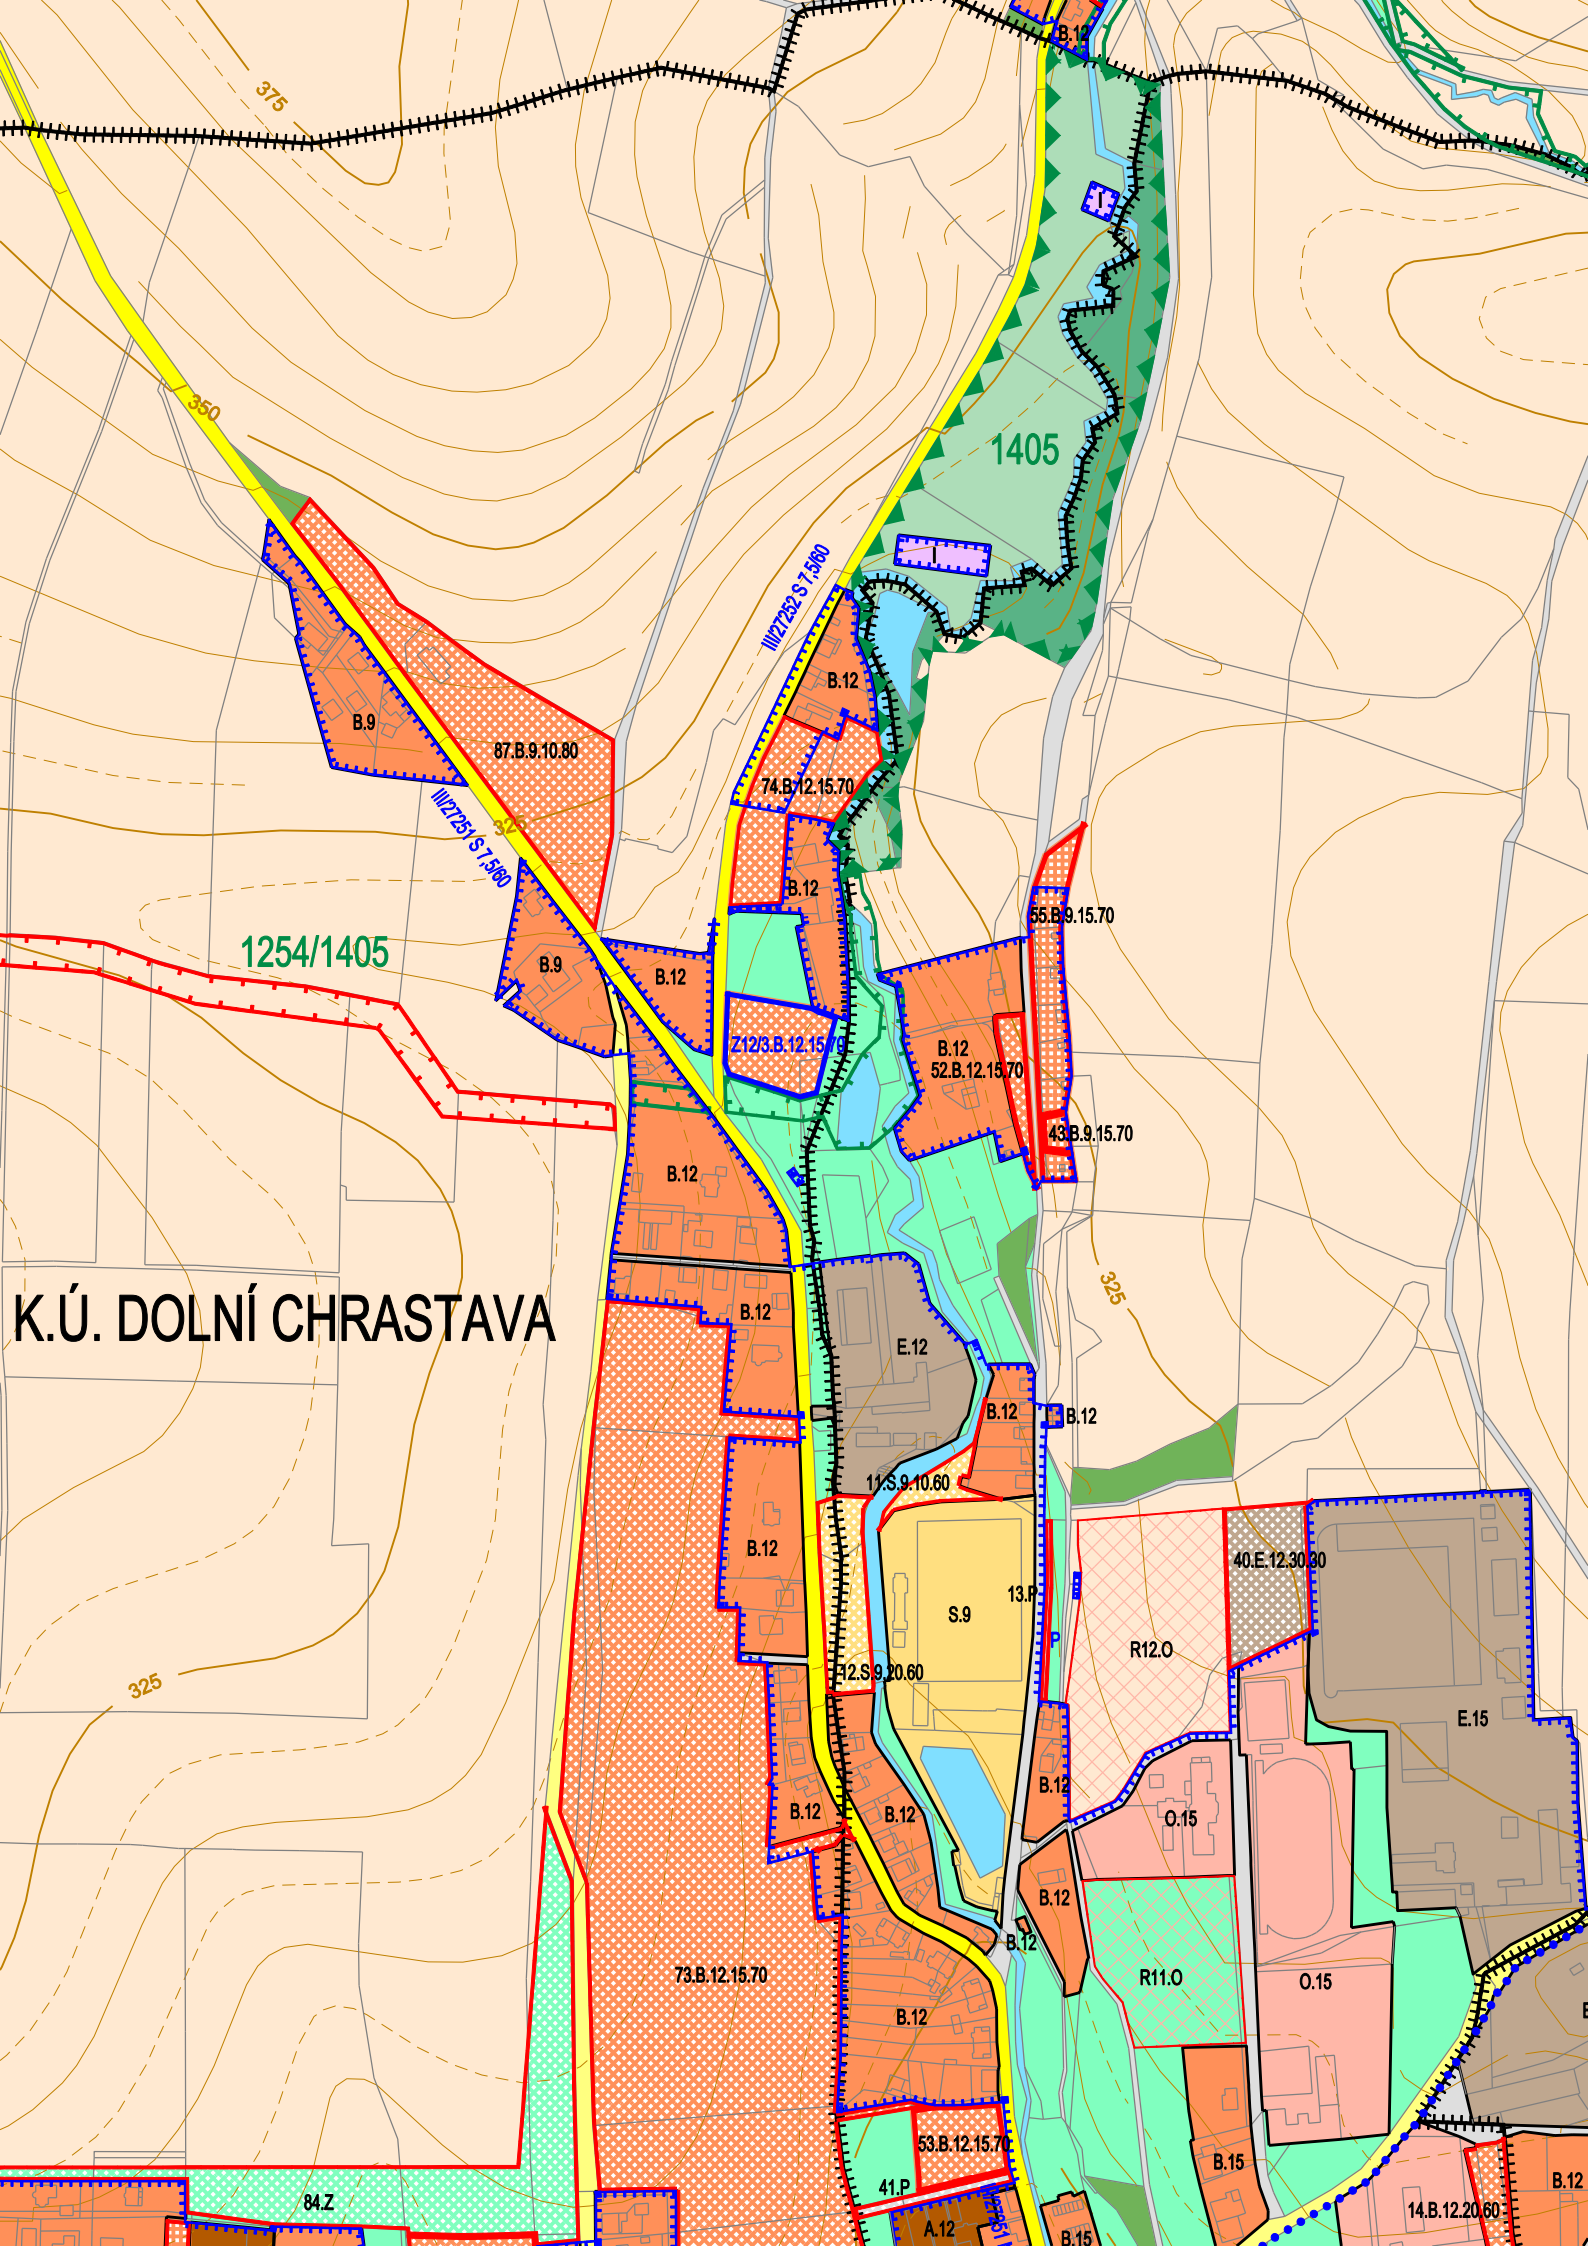 B.12
375
I
350
1405
I
III/27252 S 7,5/60
B.12
B.9
87.B.9.10.80
74.B.12.15.70
III/27251 S 7,5/60
325
B.12
55.B.9.15.70
1254/1405
B.9
B.12
Z12/3.B.12.15.70
B.12
52.B.12.15.70
43.B.9.15.70
B.12
325
K.Ú. DOLNÍ CHRASTAVA
B.12
E.12
B.12
B.12
11.S.9.10.60
B.12
40.E.12.30.30
13.P
S.9
P
R12.O
12.S.9.20.60
325
E.15
B.12
B.12
B.12
O.15
B.12
B.12
73.B.12.15.70
R11.O
O.15
B.12
53.B.12.15.70
B.15
B.12
41.P
84.Z
14.B.12.20.60
A.12
B.15